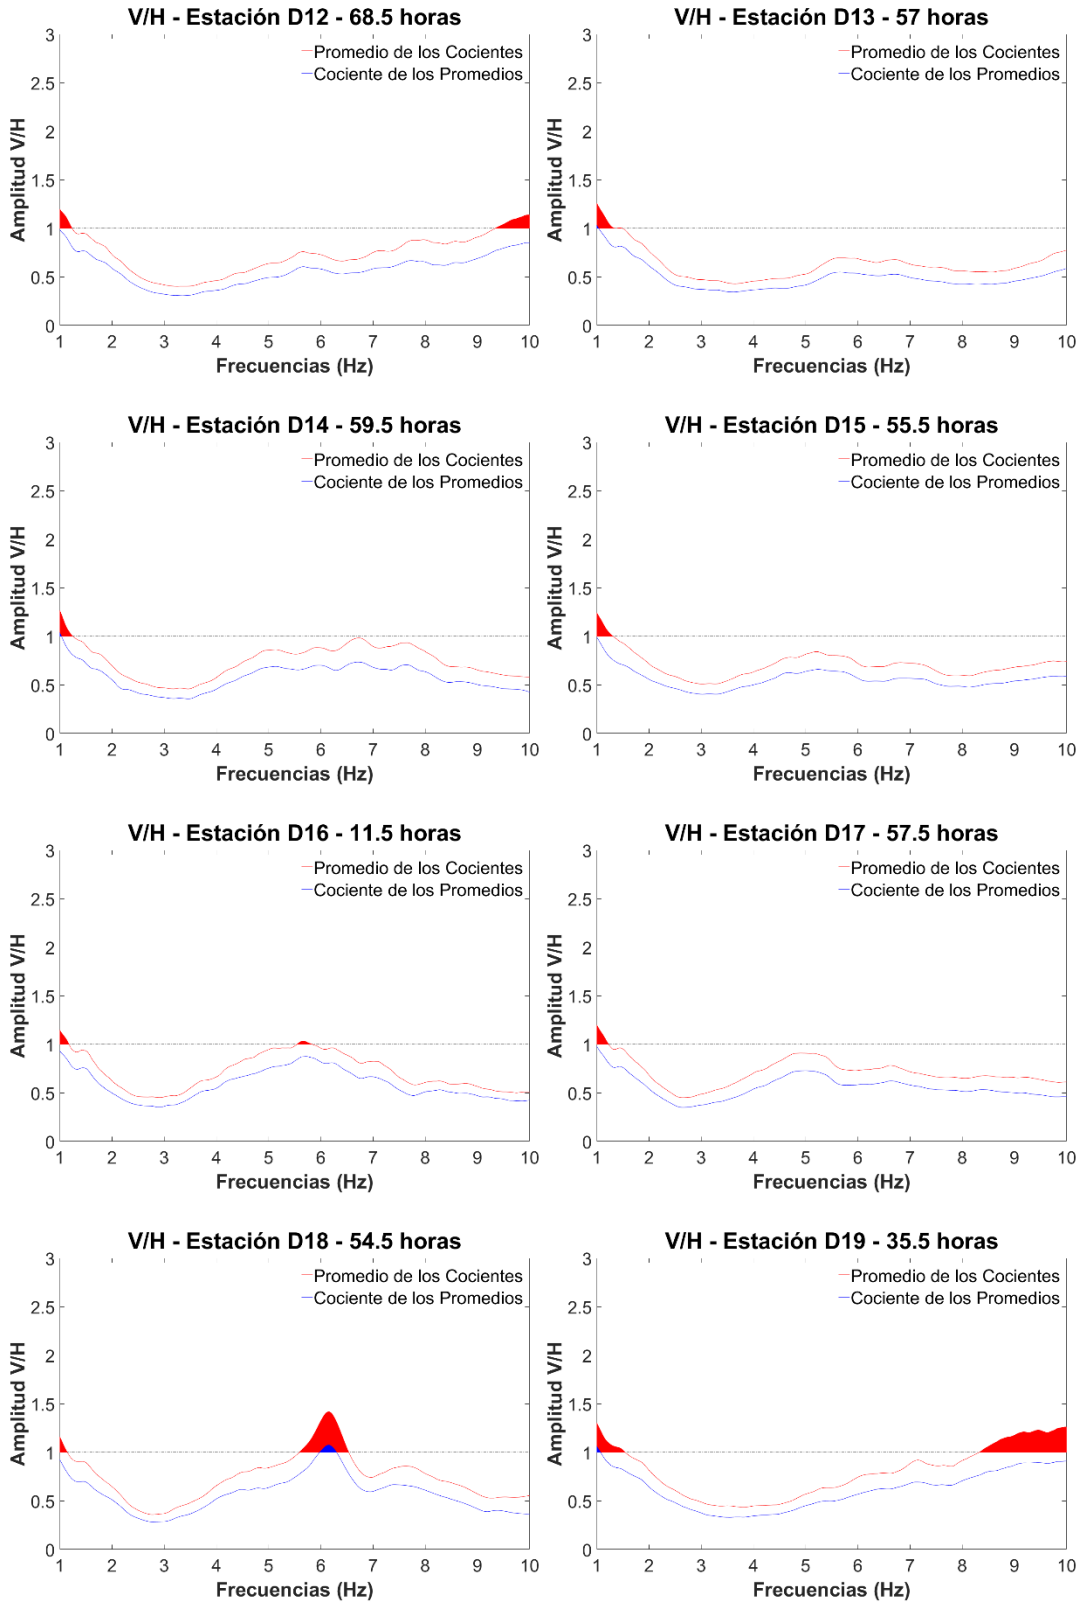 V/H - Estación D12 - 68.5 horas
Promedio de los Cocientes
Cociente de los Promedios
Amplitud V/H
3
2.5
2
1.5
1
0.5
0
1 2 3 4 5 6 7 8 9 10
Frecuencias (Hz)
V/H - Estación D13 - 57 horas
Promedio de los Cocientes
Cociente de los Promedios
Amplitud V/H
3
2.5
2
1.5
1
0.5
0
1 2 3 4 5 6 7 8 9 10
Frecuencias (Hz)
V/H - Estación D14 - 59.5 horas
Promedio de los Cocientes
Cociente de los Promedios
Amplitud V/H
3
2.5
2
1.5
1
0.5
0
1 2 3 4 5 6 7 8 9 10
Frecuencias (Hz)
V/H - Estación D15 - 55.5 horas
Promedio de los Cocientes
Cociente de los Promedios
Amplitud V/H
3
2.5
2
1.5
1
0.5
0
1 2 3 4 5 6 7 8 9 10
Frecuencias (Hz)
V/H - Estación D16 - 11.5 horas
Promedio de los Cocientes
Cociente de los Promedios
Amplitud V/H
3
2.5
2
1.5
1
0.5
0
1 2 3 4 5 6 7 8 9 10
Frecuencias (Hz)
V/H - Estación D17 - 57.5 horas
Promedio de los Cocientes
Cociente de los Promedios
Amplitud V/H
3
2.5
2
1.5
1
0.5
0
1 2 3 4 5 6 7 8 9 10
Frecuencias (Hz)
V/H - Estación D18 - 54.5 horas
Promedio de los Cocientes
Cociente de los Promedios
Amplitud V/H
3
2.5
2
1.5
1
0.5
0
1 2 3 4 5 6 7 8 9 10
Frecuencias (Hz)
V/H - Estación D19 - 35.5 horas
Promedio de los Cocientes
Cociente de los Promedios
Amplitud V/H
3
2.5
2
1.5
1
0.5
0
1 2 3 4 5 6 7 8 9 10
Frecuencias (Hz)